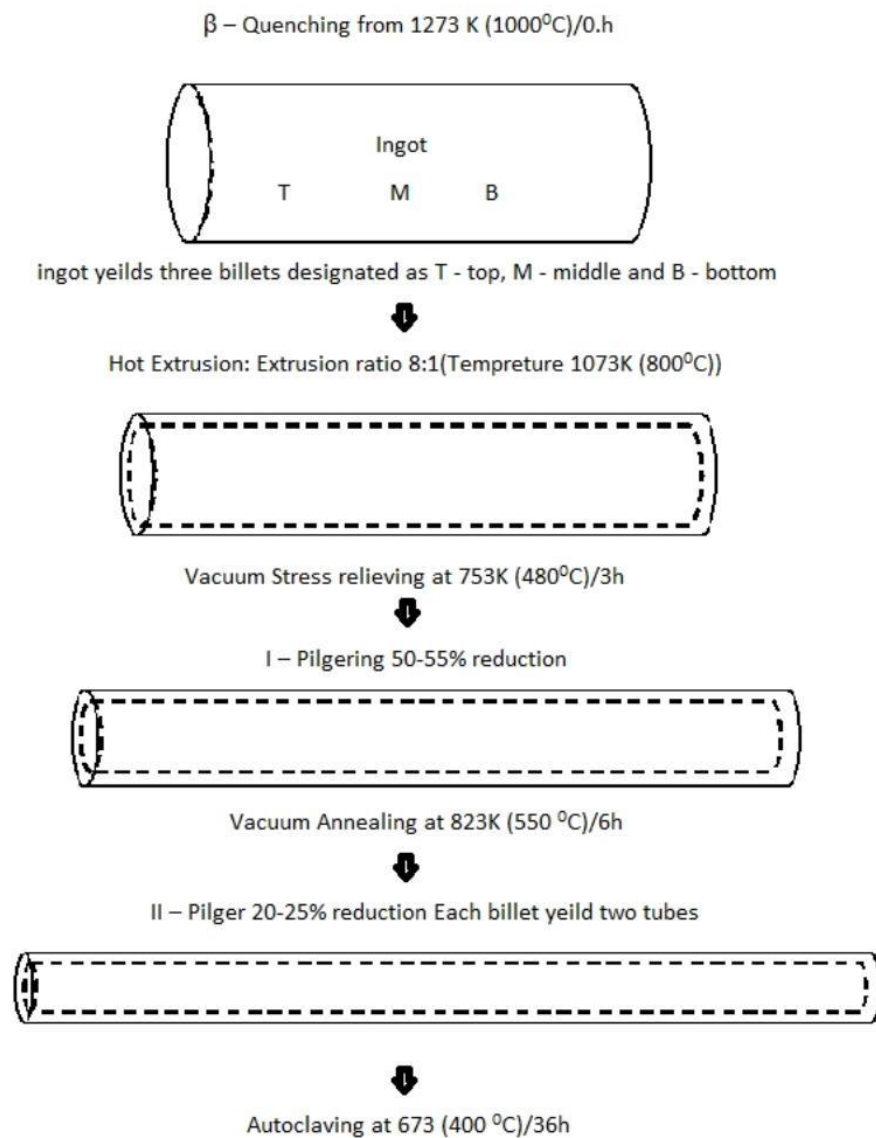 β – Quenching from 1273 K (1000⁰C)/0.h
Ingot
T M B
ingot yeilds three billets designated as T - top, M - middle and B - bottom
Hot Extrusion: Extrusion ratio 8:1(Tempreture 1073K (800⁰C))
Vacuum Stress relieving at 753K (480⁰C)/3h
I – Pilgering 50-55% reduction
Vacuum Annealing at 823K (550 ⁰C)/6h
II – Pilger 20-25% reduction Each billet yeild two tubes
Autoclaving at 673 (400 ⁰C)/36h